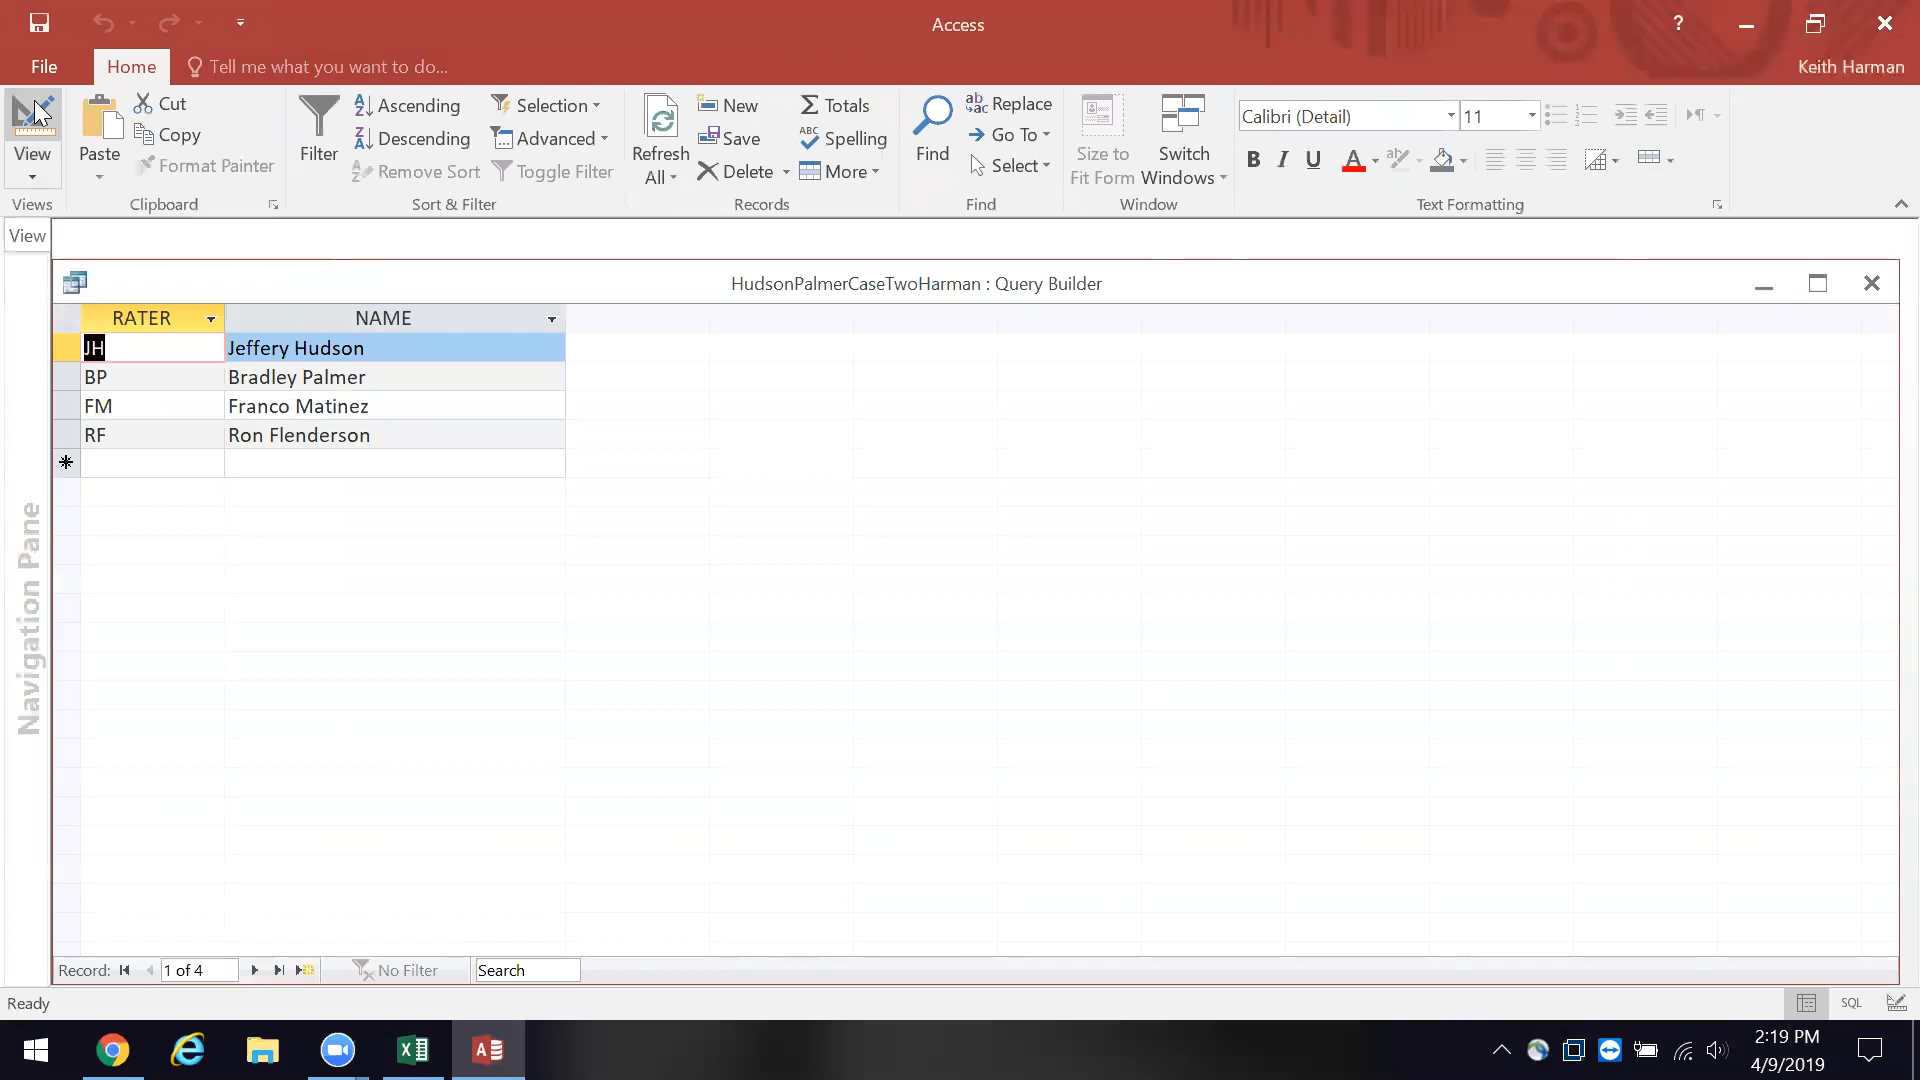 Access
?
File
Home
Tell me what you want to do...
Keith Harman
View
Views
Paste
Cut
Copy
Format Painter
Clipboard
Filter
Ascending
Descending
Remove Sort
Selection
Advanced
Toggle Filter
Sort & Filter
Refresh
All
New
Save
Delete
Totals
Spelling
More
Records
Find
Replace
Go To
Select
Find
Size to
Fit Form
Switch
Windows
Window
Calibri (Detail)
11
B I U A
Text Formatting
View
HudsonPalmerCaseTwoHarman : Query Builder
RATER NAME
JH Jeffery Hudson
BP Bradley Palmer
FM Franco Matinez
RF Ron Flenderson
Navigation Pane
Record: 1 of 4 No Filter Search
Ready
SQL
2:19 PM
4/9/2019